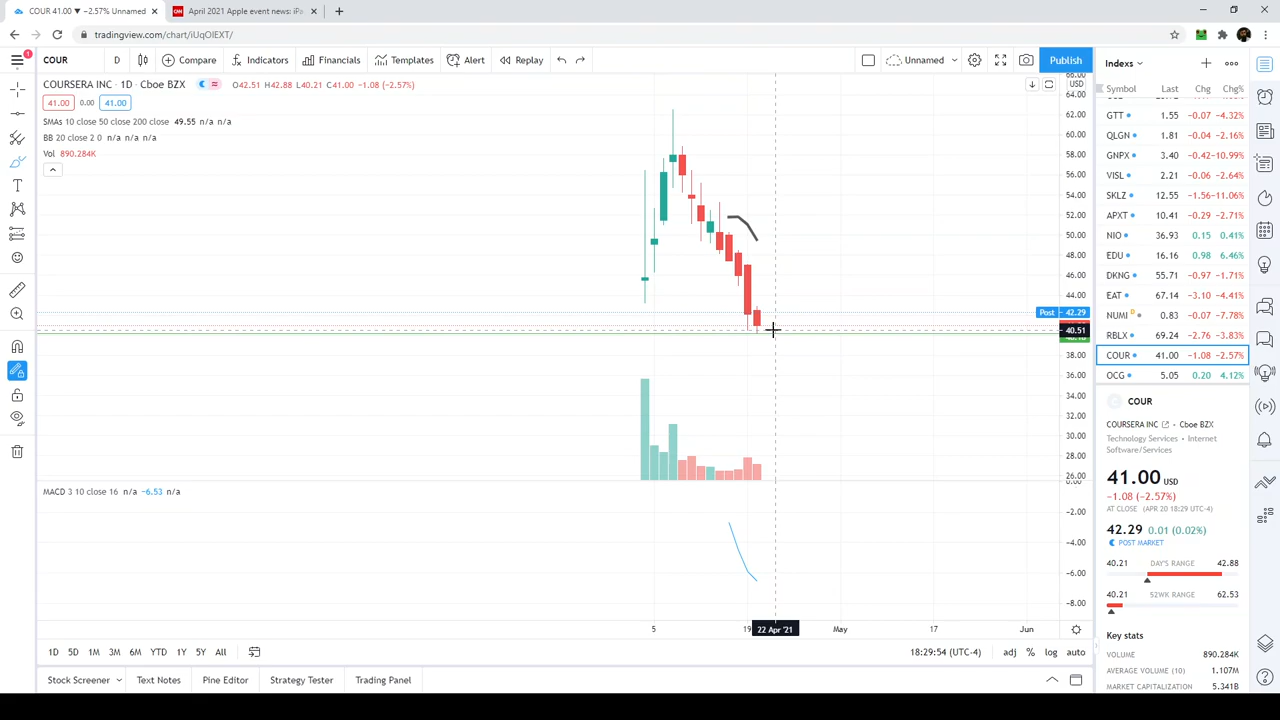 COUR 41.00 ▼ −2.57% Unnamed
April 2021 Apple event news: iPa
tradingview.com/chart/iUqOIEXT/
1
COUR
D
Compare
Indicators
Financials
Templates
Alert
Replay
Unnamed
Publish
Indexs
COURSERA INC · 1D · Cboe BZX
O42.51 H42.88 L40.21 C41.00 −1.08 (−2.57%)
41.00 0.00 41.00
SMAs 10 close 50 close 200 close 49.55 n/a n/a
BB 20 close 2 0 n/a n/a n/a
Vol 890.284K
USD
66.00
64.00
62.00
60.00
58.00
56.00
54.00
52.00
50.00
48.00
46.00
44.00
Post 42.29
40.51
38.00
36.00
34.00
32.00
30.00
28.00
26.00
MACD 3 10 close 16 n/a −6.53 n/a
0.00
−2.00
−4.00
−6.00
−8.00
5
19
22 Apr '21
May
17
Jun
1D 5D 1M 3M 6M YTD 1Y 5Y All
18:29:54 (UTC-4)
adj % log auto
Stock Screener
Text Notes
Pine Editor
Strategy Tester
Trading Panel
Symbol Last Chg Chg%
GTT 1.55 −0.07 −4.32%
QLGN 1.81 −0.04 −2.16%
GNPX 3.40 −0.42 −10.99%
VISL 2.21 −0.06 −2.64%
SKLZ 12.55 −1.56 −11.06%
APXT 10.41 −0.29 −2.71%
NIO 36.93 0.15 0.41%
EDU 16.16 0.98 6.46%
DKNG 55.71 −0.97 −1.71%
EAT 67.14 −3.10 −4.41%
NUMI D 0.83 −0.07 −7.78%
RBLX 69.24 −2.76 −3.83%
COUR 41.00 −1.08 −2.57%
OCG 5.05 0.20 4.12%
COUR
COURSERA INC · Cboe BZX
Technology Services · Internet
Software/Services
41.00 USD
−1.08 (−2.57%)
AT CLOSE (APR 20 18:29 UTC-4)
42.29 0.01 (0.02%)
POST MARKET
40.21 DAY'S RANGE 42.88
40.21 52WK RANGE 62.53
Key stats
VOLUME 890.284K
AVERAGE VOLUME (10) 1.107M
MARKET CAPITALIZATION 5.341B